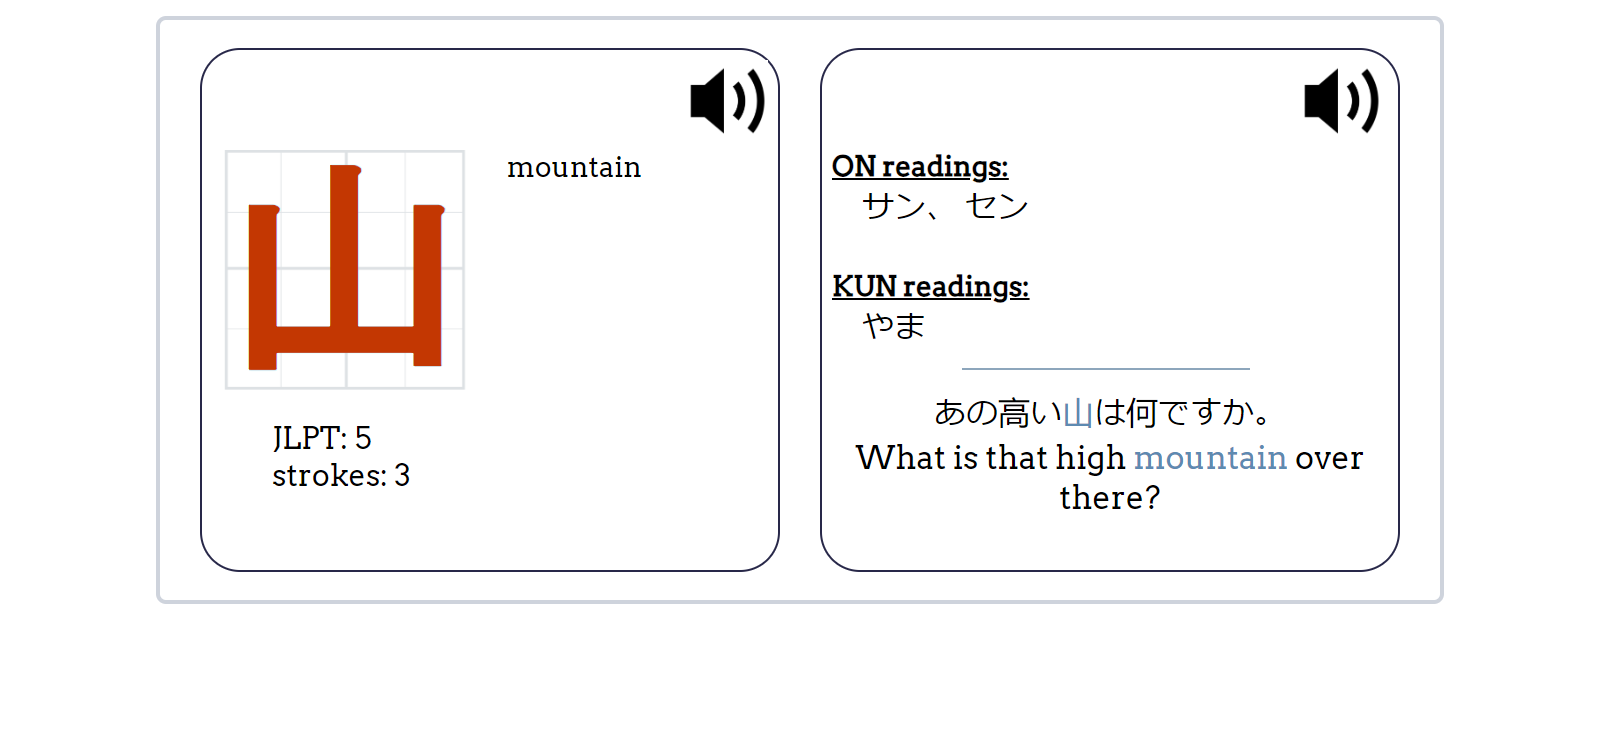 山
mountain
JLPT: 5
strokes: 3
ON readings:
サン、 セン
KUN readings:
やま
あの高い山は何ですか。
What is that high mountain over
there?